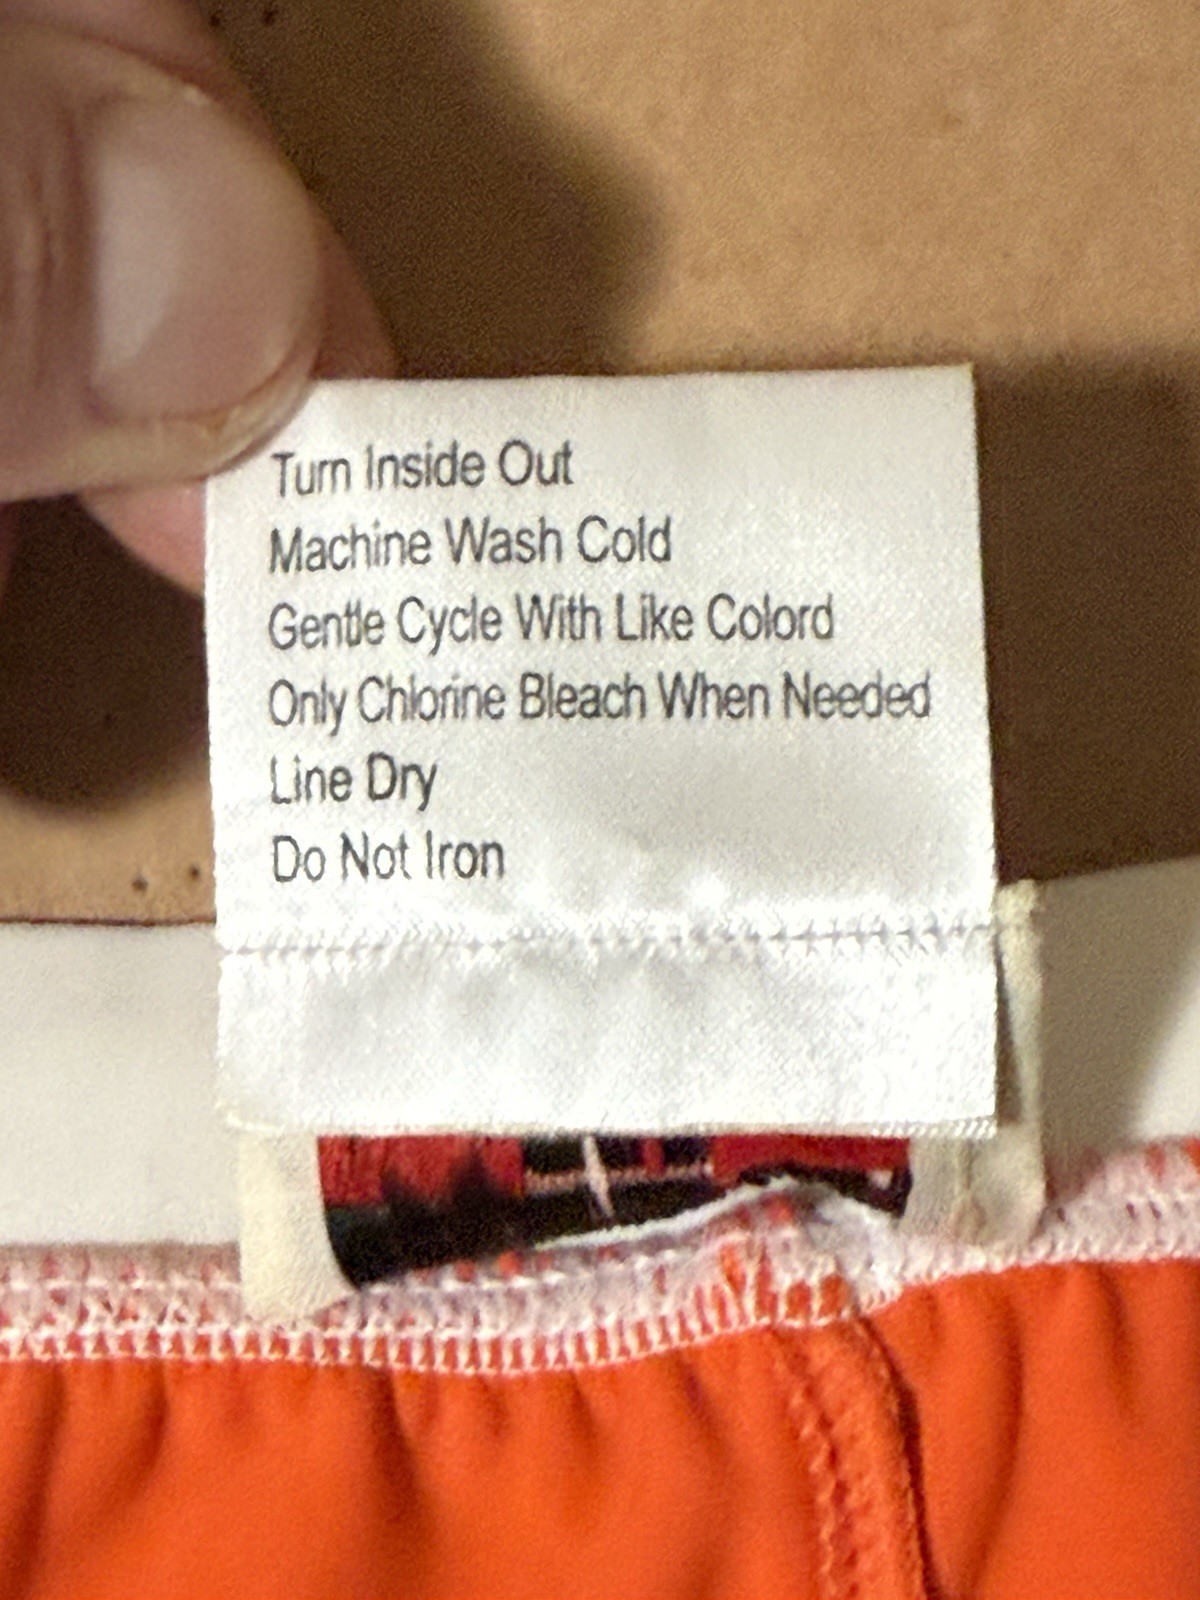 Turn Inside Out
Machine Wash Cold
Gentle Cycle With Like Colord
Only Chlorine Bleach When Needed
Line Dry
Do Not Iron